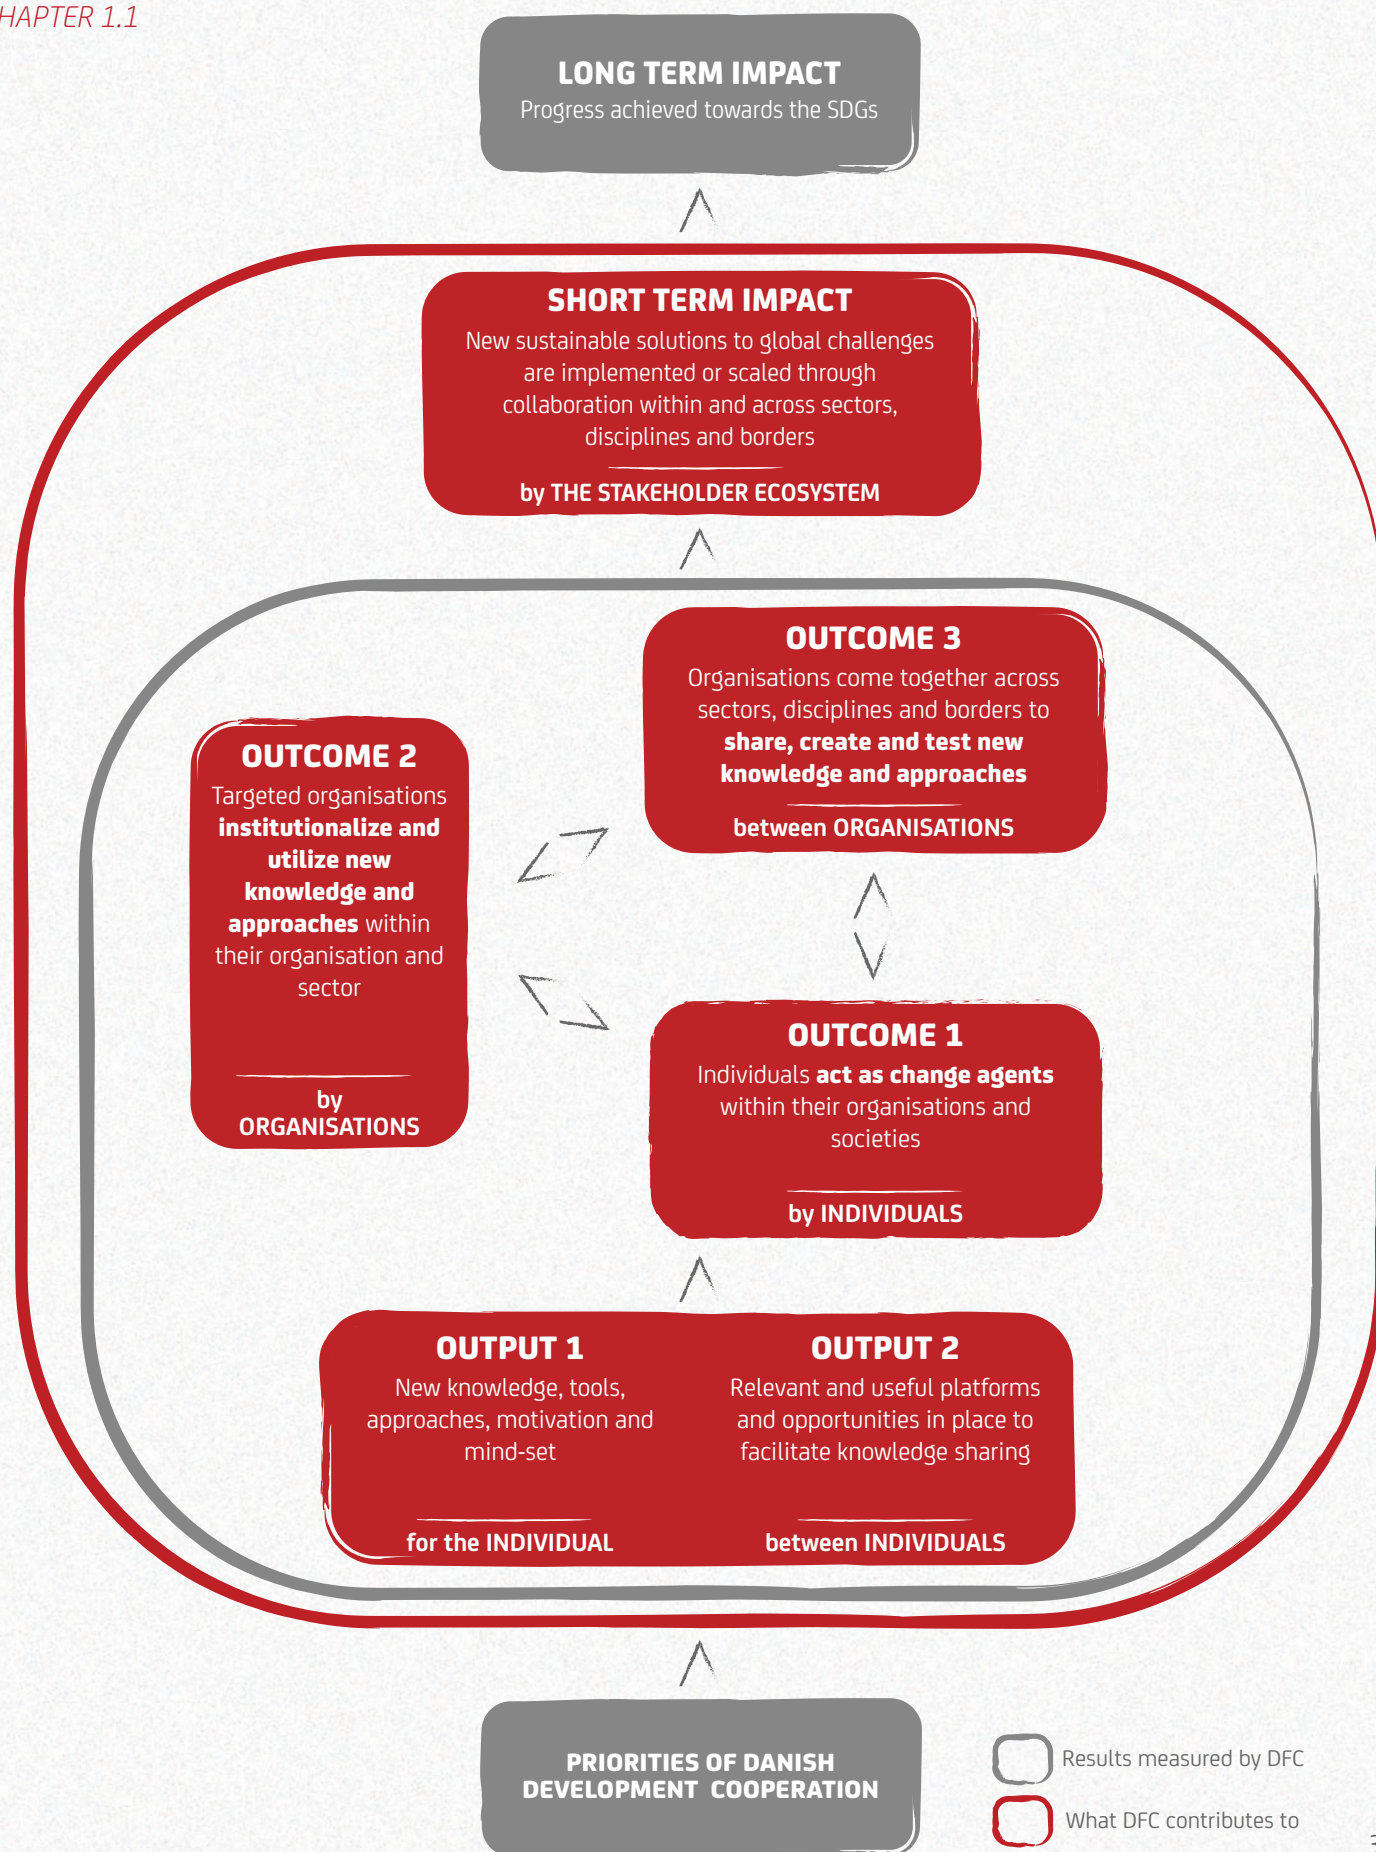 HAPTER 1.1
LONG TERM IMPACT
Progress achieved towards the SDGs
SHORT TERM IMPACT
New sustainable solutions to global challenges
are implemented or scaled through
collaboration within and across sectors,
disciplines and borders
by THE STAKEHOLDER ECOSYSTEM
OUTCOME 3
Organisations come together across
sectors, disciplines and borders to
share, create and test new
knowledge and approaches
between ORGANISATIONS
OUTCOME 2
Targeted organisations
institutionalize and
utilize new
knowledge and
approaches within
their organisation and
sector
by
ORGANISATIONS
OUTCOME 1
Individuals act as change agents
within their organisations and
societies
by INDIVIDUALS
OUTPUT 1
New knowledge, tools,
approaches, motivation and
mind-set
for the INDIVIDUAL
OUTPUT 2
Relevant and useful platforms
and opportunities in place to
facilitate knowledge sharing
between INDIVIDUALS
PRIORITIES OF DANISH
DEVELOPMENT COOPERATION
Results measured by DFC
What DFC contributes to